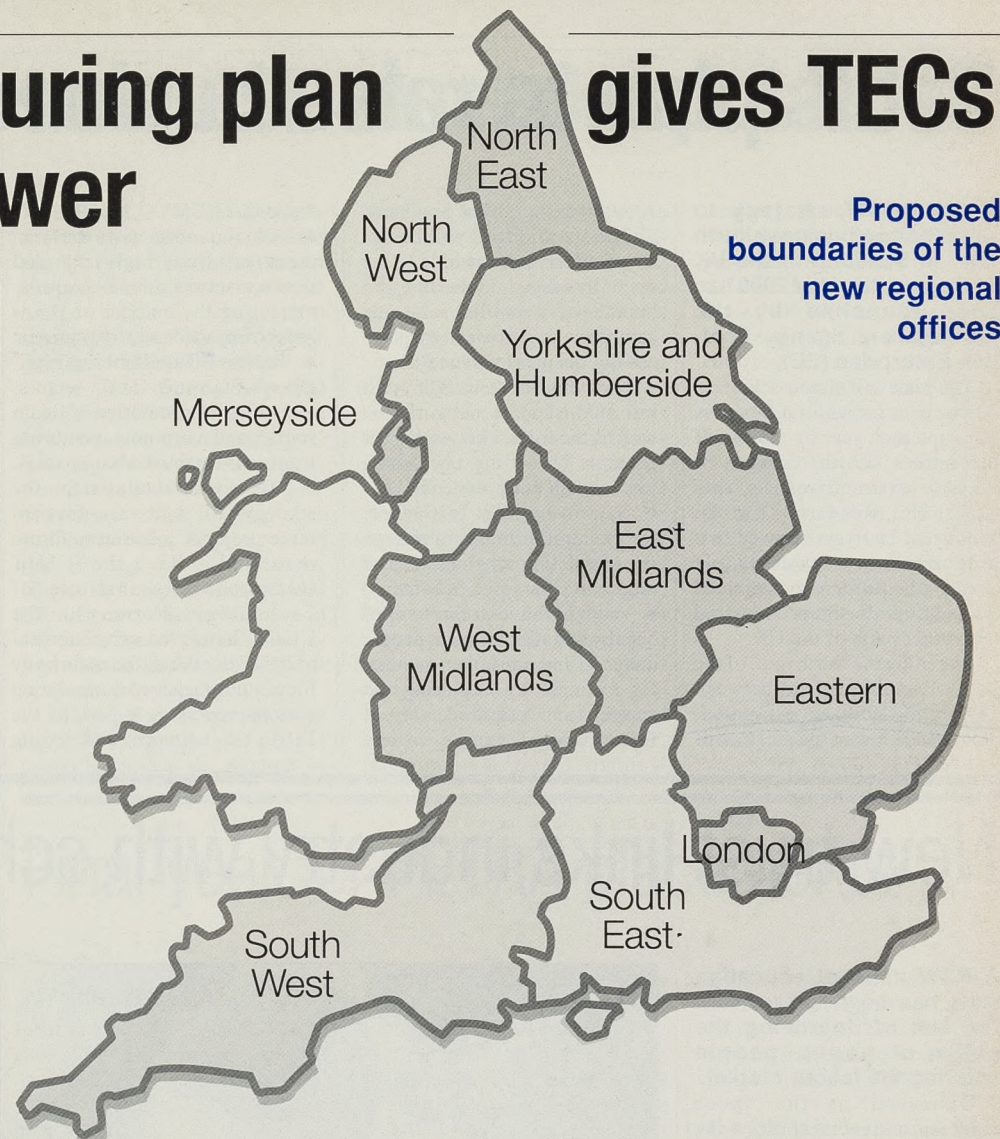 uring plan gives TECs
wer
Proposed
boundaries of the
new regional
offices
North
East
North
West
Yorkshire and
Humberside
Merseyside
East
Midlands
West
Midlands
Eastern
London
South
East
South
West